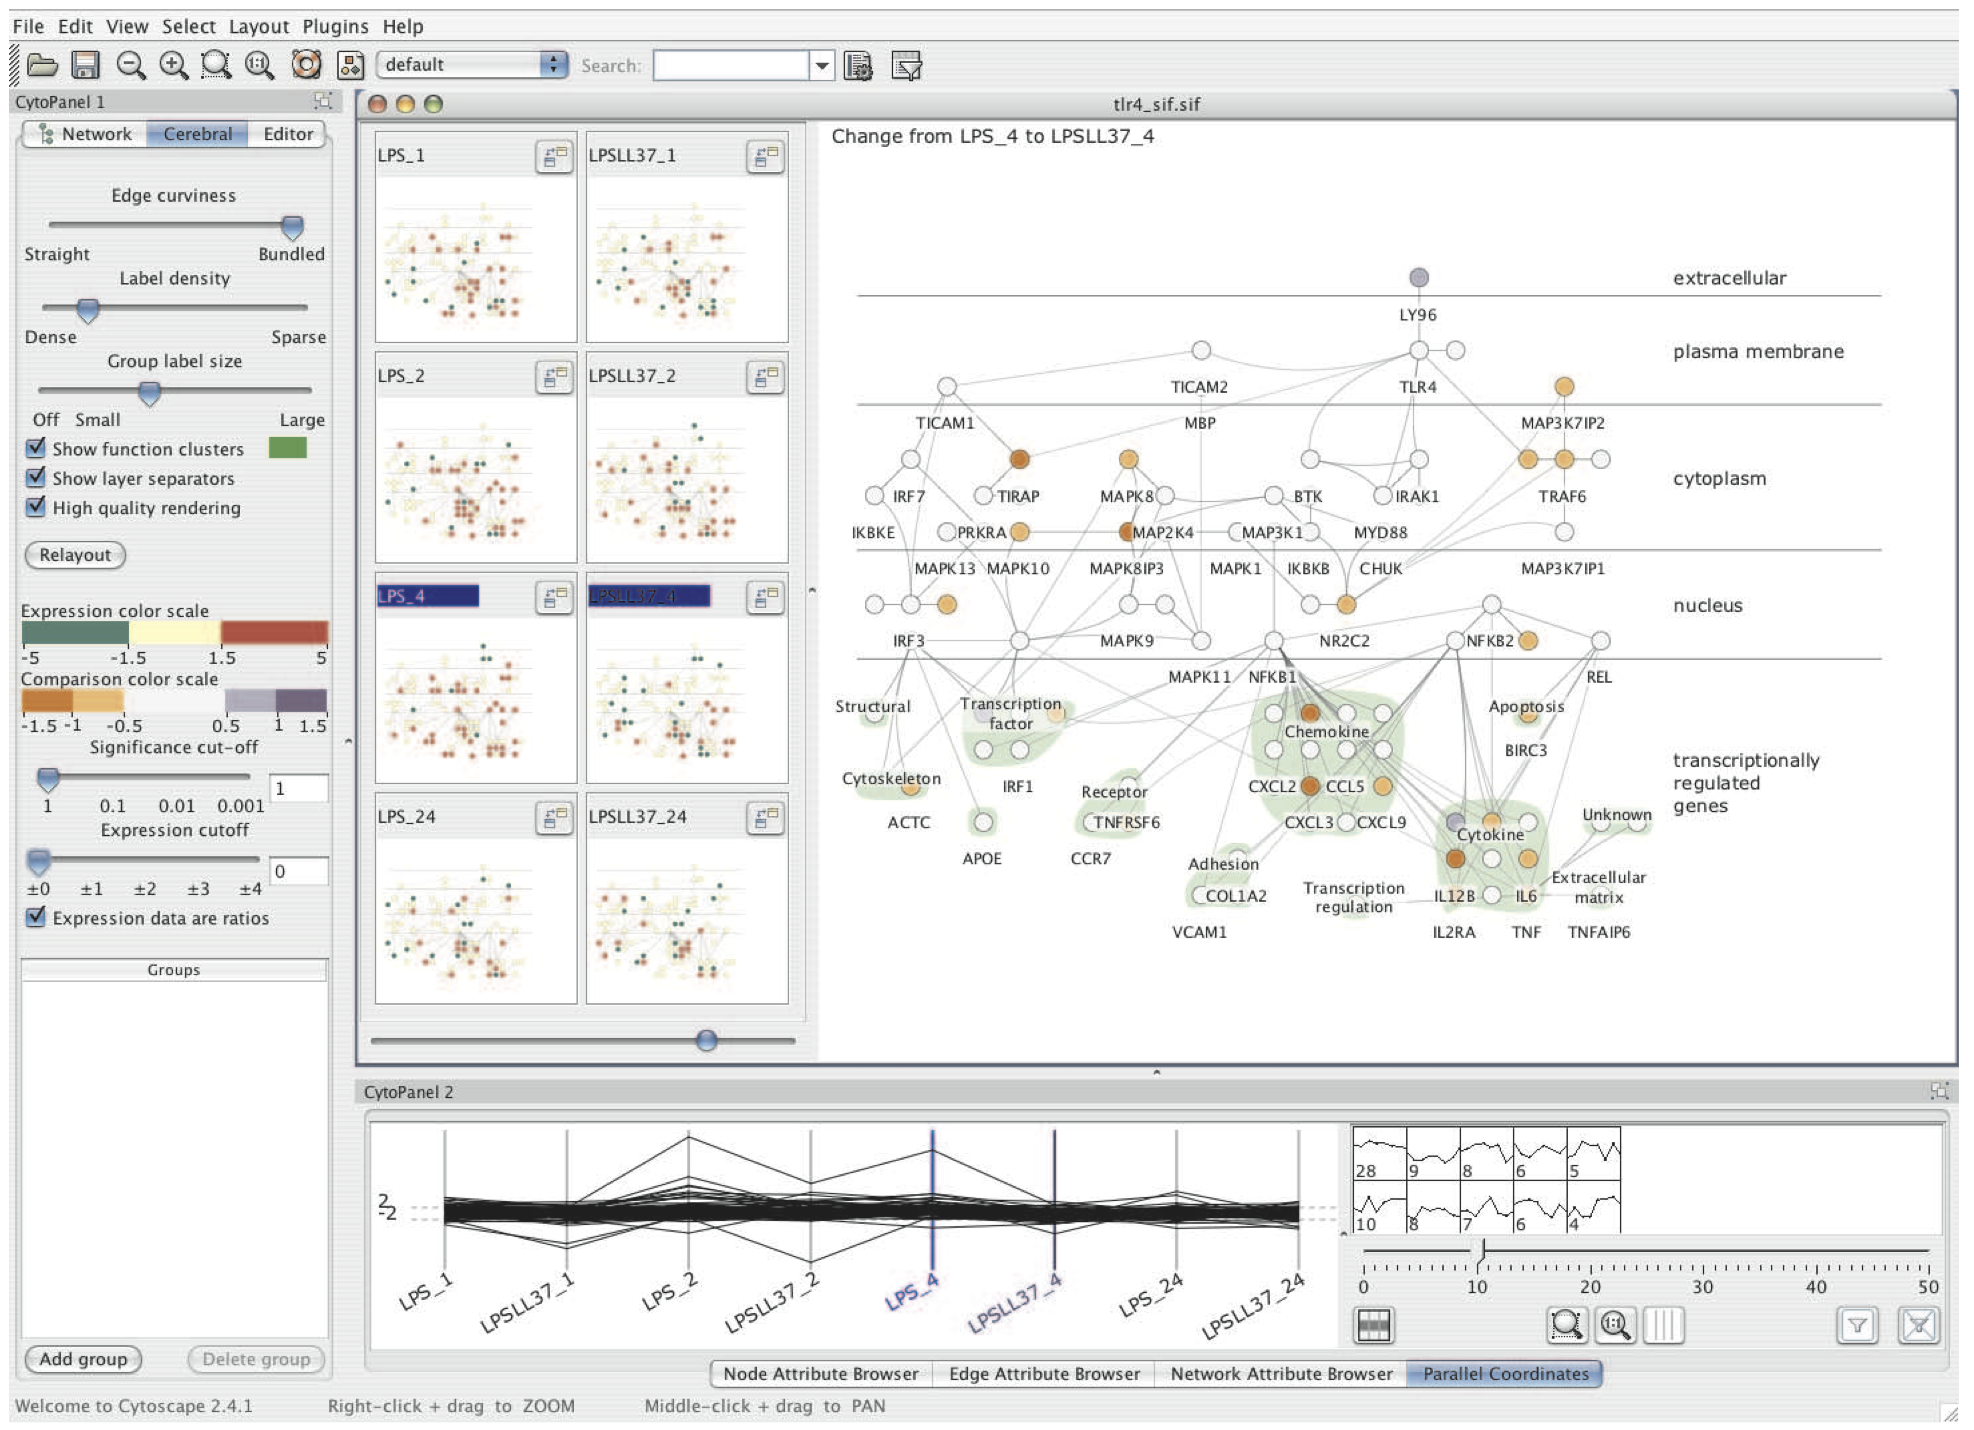 File Edit View Select Layout Plugins Help
default Search:
CytoPanel 1
Network Cerebral Editor
Edge curviness
Straight Bundled
Label density
Dense Sparse
Group label size
Off Small Large
Show function clusters
Show layer separators
High quality rendering
Relayout
Expression color scale
-5 -1.5 1.5 5
Comparison color scale
-1.5 -1 -0.5 0.5 1 1.5
Significance cut-off
1
1 0.1 0.01 0.001
Expression cutoff
0
±0 ±1 ±2 ±3 ±4
Expression data are ratios
Groups
Add group Delete group
tlr4_sif.sif
LPS_1 LPSLL37_1
LPS_2 LPSLL37_2
LPS_4 LPSLL37_4
LPS_24 LPSLL37_24
Change from LPS_4 to LPSLL37_4
extracellular
LY96
plasma membrane
TICAM2 TLR4
TICAM1 MBP MAP3K7IP2
cytoplasm
IRF7 TIRAP MAPK8 BTK IRAK1 TRAF6
IKBKE PRKRA MAP2K4 MAP3K1 MYD88
MAPK13 MAPK10 MAPK8IP3 MAPK1 IKBKB CHUK MAP3K7IP1
nucleus
IRF3 MAPK9 NR2C2 NFKB2
MAPK11 NFKB1 REL
Structural Transcription factor Apoptosis
Chemokine
BIRC3
transcriptionally
regulated
genes
Cytoskeleton IRF1 Receptor CXCL2 CCL5
ACTC TNFRSF6 CXCL3 CXCL9 Unknown
Cytokine
APOE CCR7 Adhesion
COL1A2 Transcription regulation IL12B IL6 Extracellular matrix
VCAM1 IL2RA TNF TNFAIP6
CytoPanel 2
2
-2
LPS_1 LPSLL37_1 LPS_2 LPSLL37_2 LPS_4 LPSLL37_4 LPS_24 LPSLL37_24
28 9 8 6 5
10 8 7 6 4
0 10 20 30 40 50
1:1
Node Attribute Browser Edge Attribute Browser Network Attribute Browser Parallel Coordinates
Welcome to Cytoscape 2.4.1 Right-click + drag to ZOOM Middle-click + drag to PAN